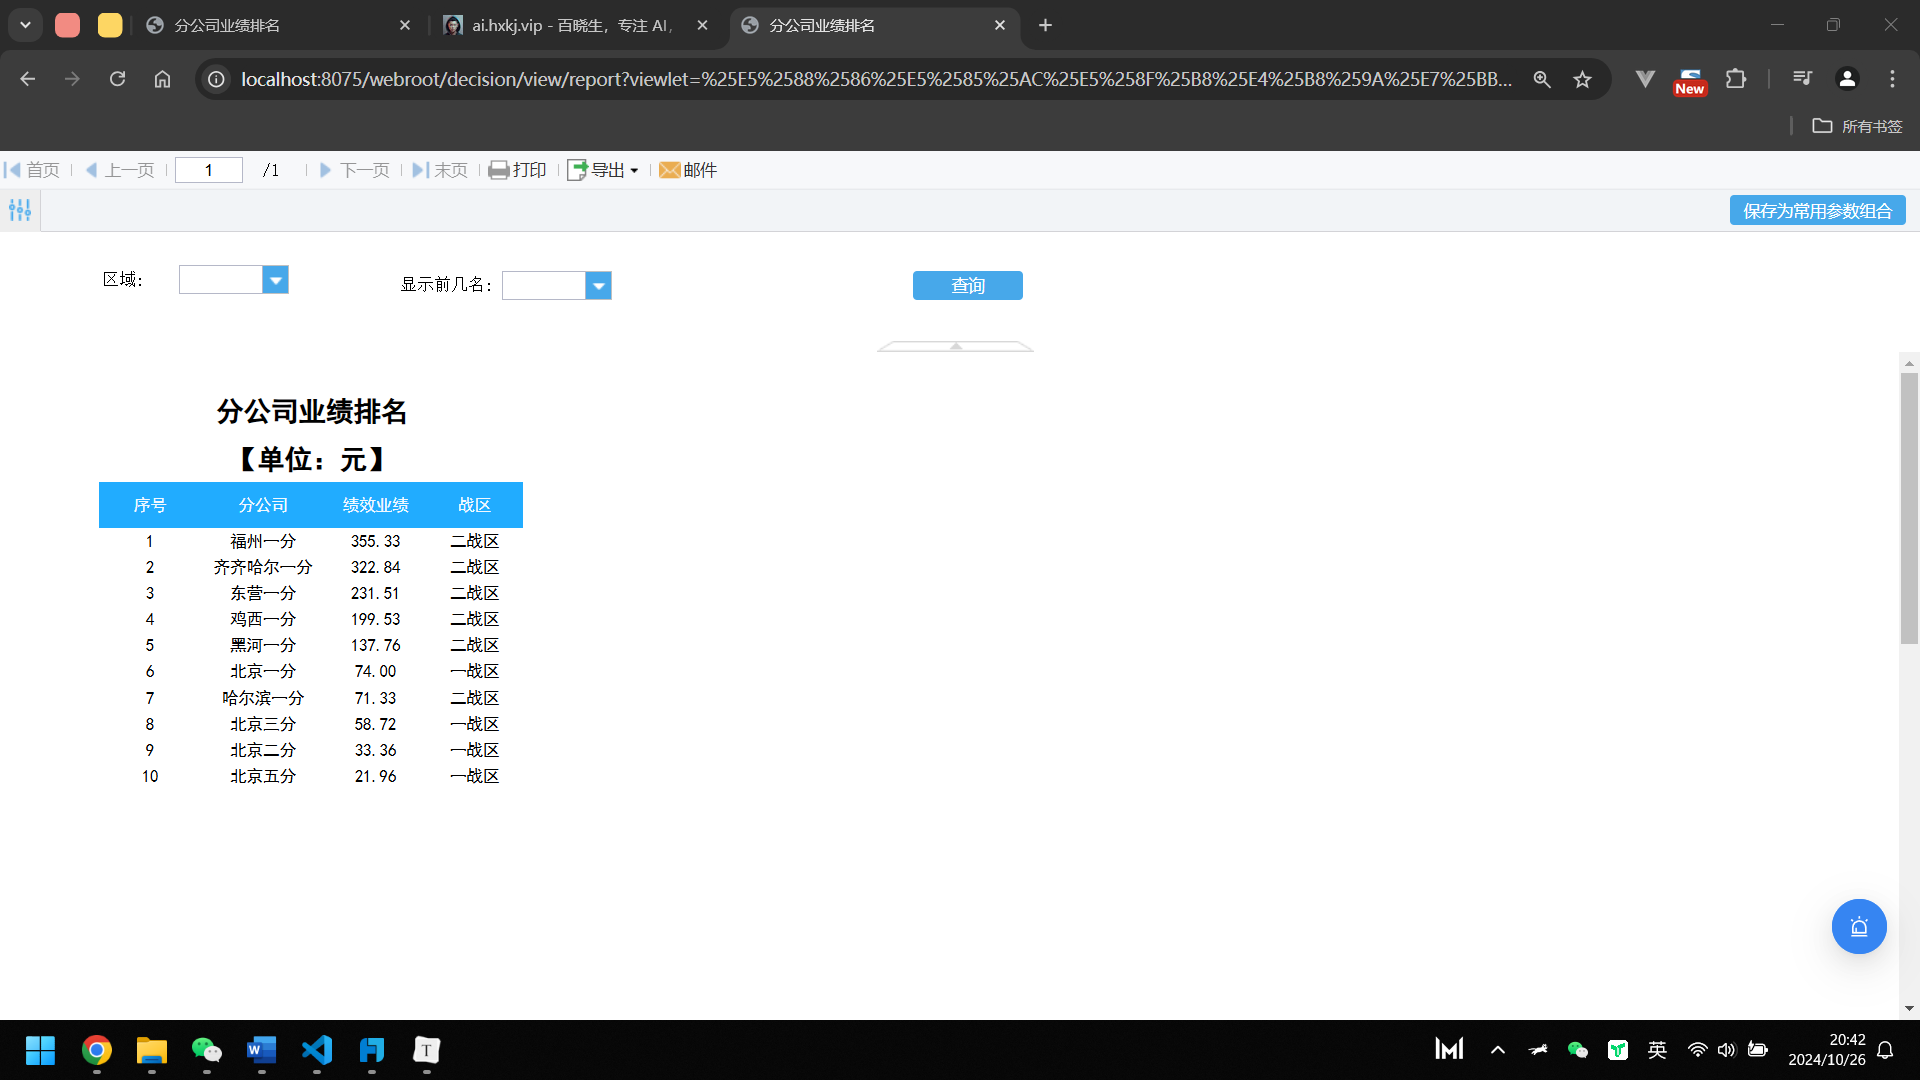 分公司业绩排名
ai.hxkj.vip - 百晓生，专注 AI,
分公司业绩排名
localhost:8075/webroot/decision/view/report?viewlet=%25E5%2588%2586%25E5%2585%25AC%25E5%258F%25B8%25E4%25B8%259A%25E7%25BB...
New
所有书签
首页 上一页 1 /1 下一页 末页 打印 导出 邮件
保存为常用参数组合
区域：
显示前几名：
查询
分公司业绩排名
【单位：元】
序号 分公司 绩效业绩 战区
1 福州一分 355.33 二战区
2 齐齐哈尔一分 322.84 二战区
3 东营一分 231.51 二战区
4 鸡西一分 199.53 二战区
5 黑河一分 137.76 二战区
6 北京一分 74.00 一战区
7 哈尔滨一分 71.33 二战区
8 北京三分 58.72 一战区
9 北京二分 33.36 一战区
10 北京五分 21.96 一战区
W
T
英
20:42
2024/10/26